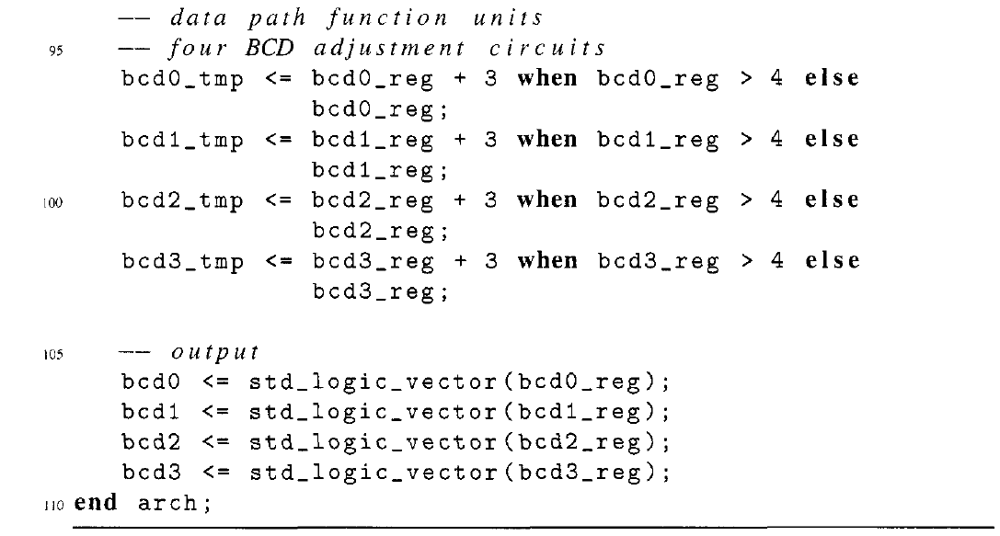 -- data path function units
95 -- four BCD adjustment circuits
bcd0_tmp <= bcd0_reg + 3 when bcd0_reg > 4 else
bcd0_reg;
bcd1_tmp <= bcd1_reg + 3 when bcd1_reg > 4 else
bcd1_reg;
100 bcd2_tmp <= bcd2_reg + 3 when bcd2_reg > 4 else
bcd2_reg;
bcd3_tmp <= bcd3_reg + 3 when bcd3_reg > 4 else
bcd3_reg;
105 -- output
bcd0 <= std_logic_vector(bcd0_reg);
bcd1 <= std_logic_vector(bcd1_reg);
bcd2 <= std_logic_vector(bcd2_reg);
bcd3 <= std_logic_vector(bcd3_reg);
110 end arch;